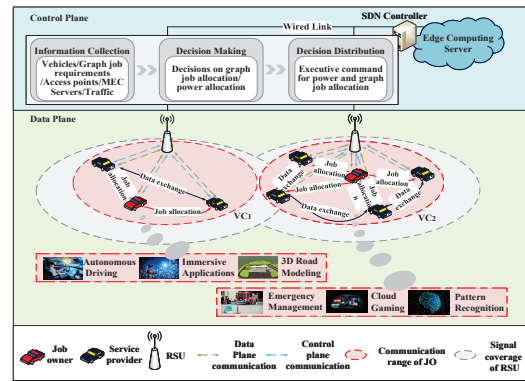 Control Plane
Wired Link
SDN Controller
Edge Computing
Server
Information Collection
Vehicles/Graph job
requirements
/Access points/MEC
Servers/Traffic
Decision Making
Decisions on graph
job allocation/
power allocation
Decision Distribution
Executive command
for power and graph
job allocation
Data Plane
Job
allocation
Data exchange
Job allocation
VC1
Data
exchange
Job
allocation
Job
allocation
Job allocation
Job
allocatio
n
Data
exchange
Data exchange
VC2
Autonomous
Driving
Immersive
Applications
3D Road
Modeling
Emergency
Management
Cloud
Gaming
Pattern
Recognition
Job
owner
Service
provider
RSU
Data
Plane
communication
Control
plane
communication
Communication
range of JO
Signal
coverage
of RSU